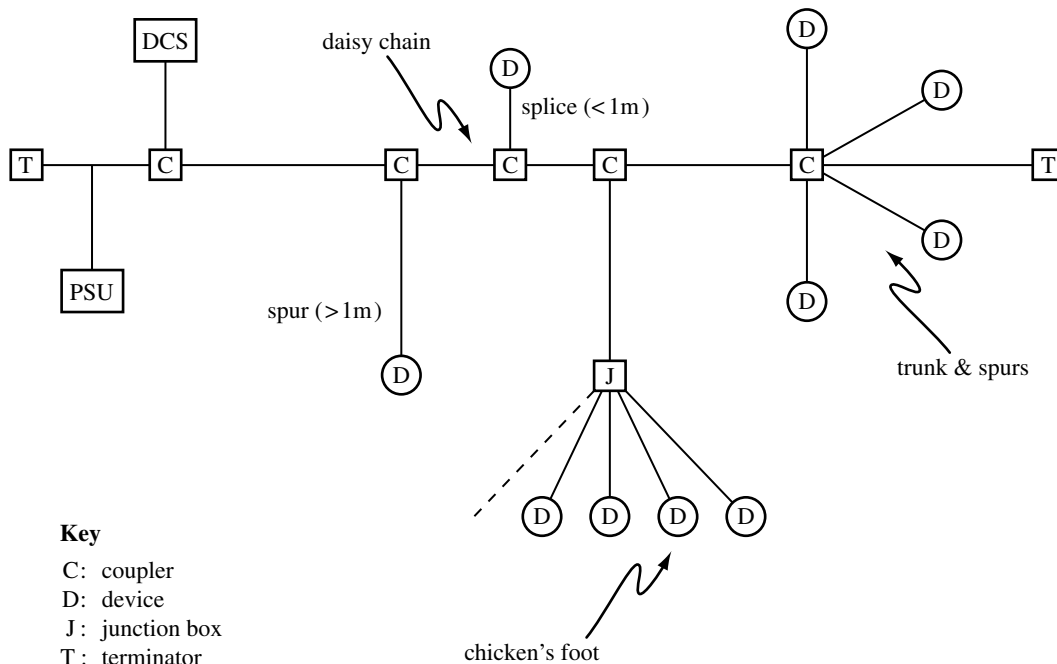 DCS
daisy chain
D
D
D
splice (<1m)
T
C
C
C
C
C
T
D
PSU
spur (>1m)
D
D
J
trunk & spurs
D
D
D
D
Key
C: coupler
D: device
J: junction box
T: terminator
chicken's foot